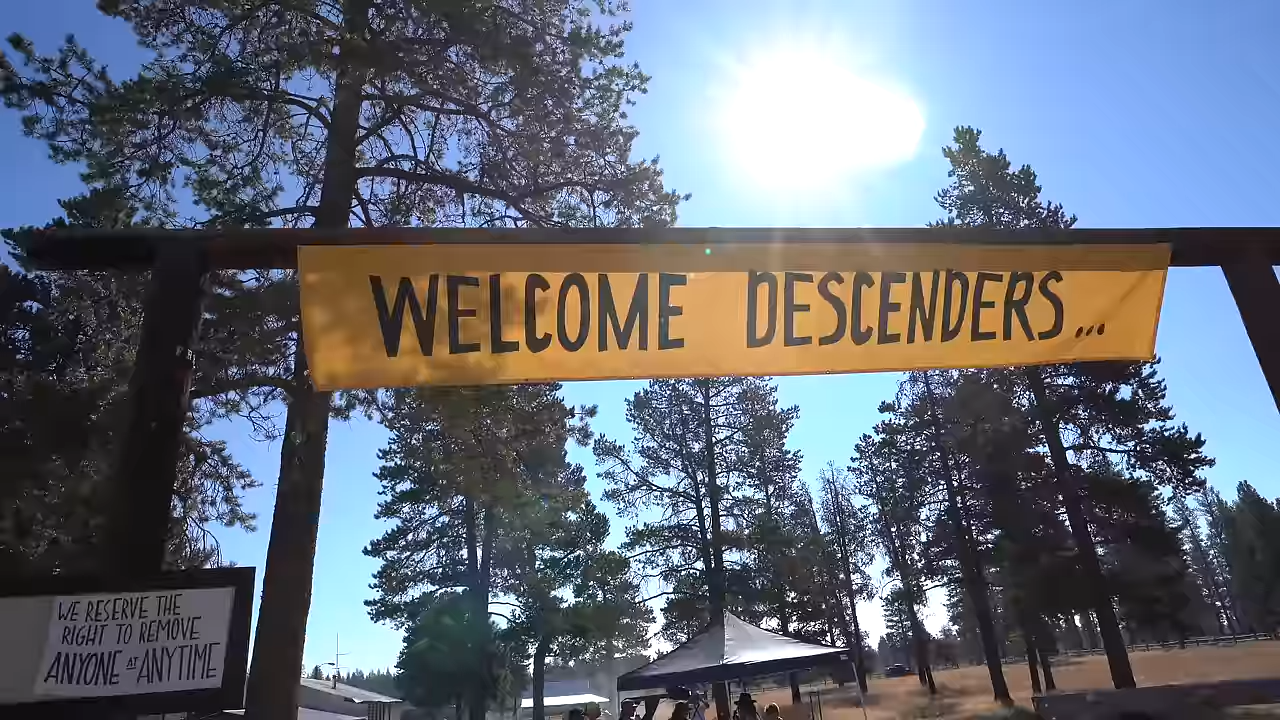 WELCOME DESCENDERS...
WE RESERVE THE
RIGHT TO REMOVE
ANYONE AT ANYTIME